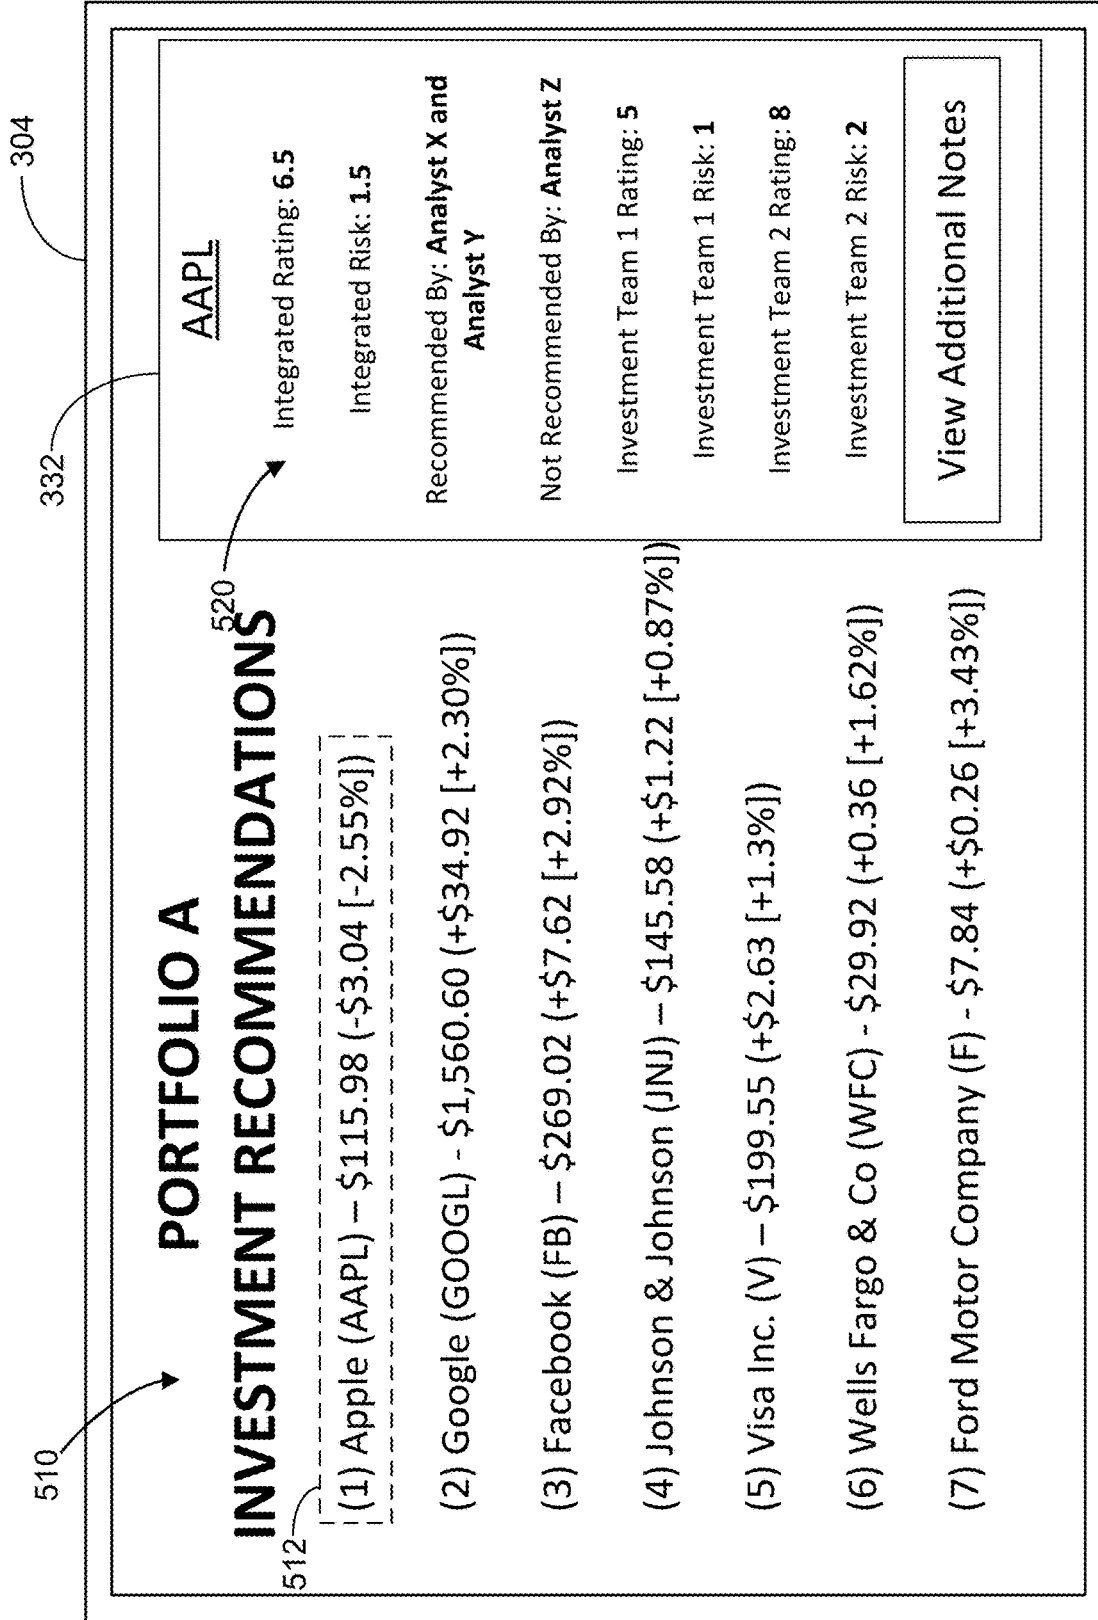 304
332
510
PORTFOLIO A
INVESTMENT RECOMMENDATIONS
520
512
(1) Apple (AAPL) – $115.98 (-$3.04 [-2.55%])
(2) Google (GOOGL) - $1,560.60 (+$34.92 [+2.30%])
(3) Facebook (FB) – $269.02 (+$7.62 [+2.92%])
(4) Johnson & Johnson (JNJ) – $145.58 (+$1.22 [+0.87%])
(5) Visa Inc. (V) – $199.55 (+$2.63 [+1.3%])
(6) Wells Fargo & Co (WFC) - $29.92 (+0.36 [+1.62%])
(7) Ford Motor Company (F) - $7.84 (+$0.26 [+3.43%])
AAPL
Integrated Rating: 6.5
Integrated Risk: 1.5
Recommended By: Analyst X and
Analyst Y
Not Recommended By: Analyst Z
Investment Team 1 Rating: 5
Investment Team 1 Risk: 1
Investment Team 2 Rating: 8
Investment Team 2 Risk: 2
View Additional Notes